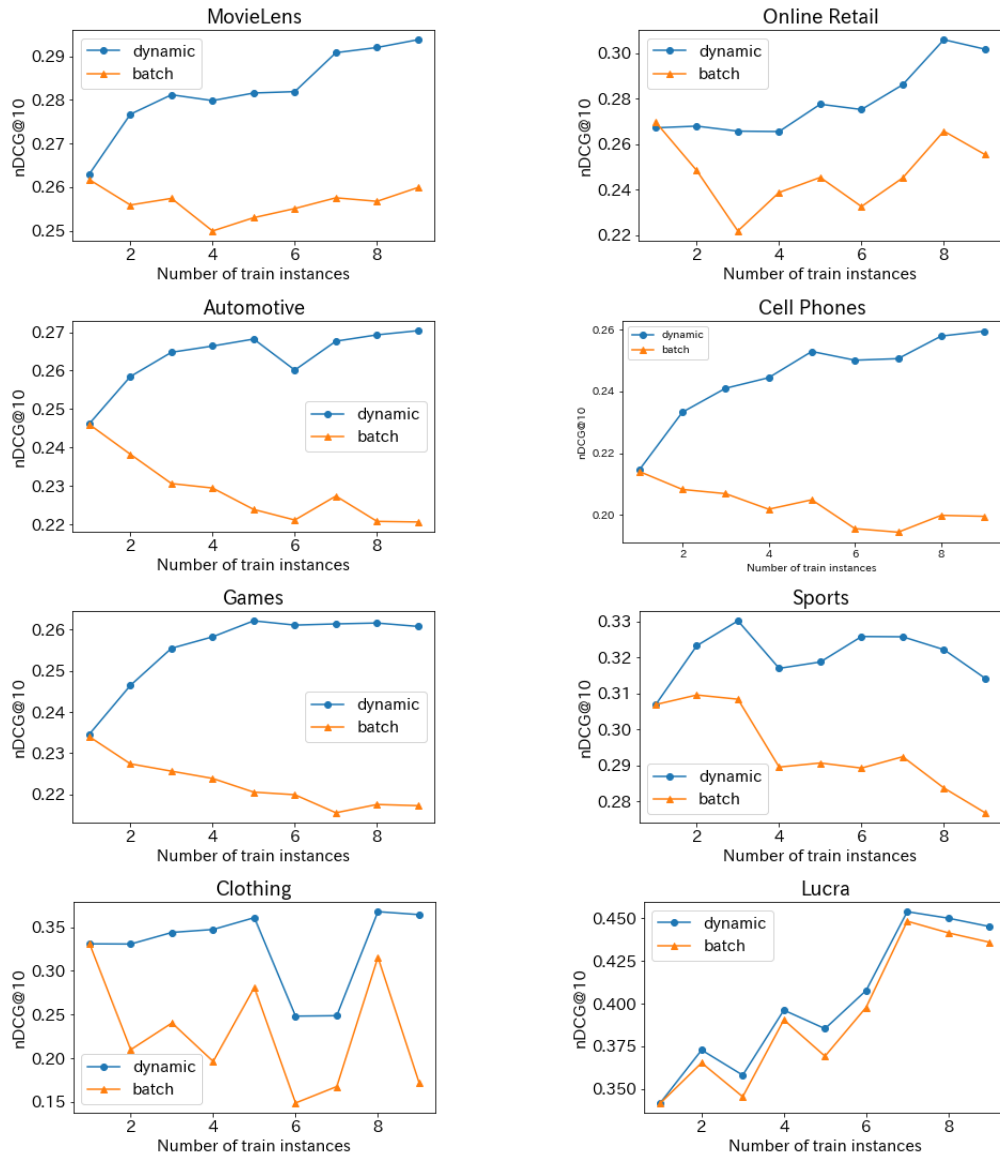 MovieLens
nDCG@10
0.29
0.28
0.27
0.26
0.25
dynamic
batch
2 4 6 8
Number of train instances
Online Retail
nDCG@10
0.30
0.28
0.26
0.24
0.22
dynamic
batch
2 4 6 8
Number of train instances
Automotive
nDCG@10
0.27
0.26
0.25
0.24
0.23
0.22
dynamic
batch
2 4 6 8
Number of train instances
Cell Phones
nDCG@10
0.26
0.24
0.22
0.20
dynamic
batch
2 4 6 8
Number of train instances
Games
nDCG@10
0.26
0.25
0.24
0.23
0.22
dynamic
batch
2 4 6 8
Number of train instances
Sports
nDCG@10
0.33
0.32
0.31
0.30
0.29
0.28
dynamic
batch
2 4 6 8
Number of train instances
Clothing
nDCG@10
0.35
0.30
0.25
0.20
0.15
dynamic
batch
2 4 6 8
Number of train instances
Lucra
nDCG@10
0.450
0.425
0.400
0.375
0.350
dynamic
batch
2 4 6 8
Number of train instances